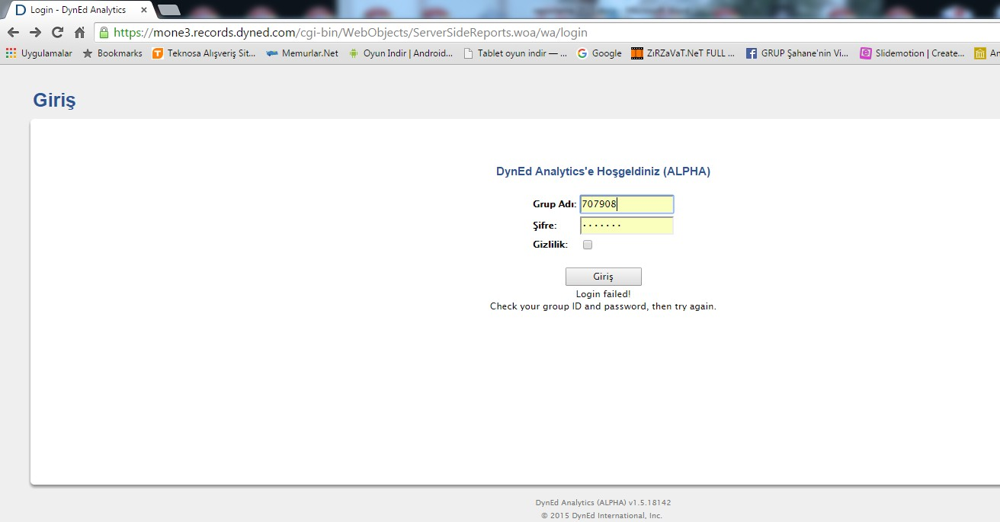 Login - DynEd Analytics
https://mone3.records.dyned.com/cgi-bin/WebObjects/ServerSideReports.woa/wa/login
Uygulamalar Bookmarks Teknosa Alışveriş Sit... Memurlar.Net Oyun Indir | Android... Tablet oyun indir — ... Google ZıRZaVaT.NeT FULL ... GRUP Şahane'nin Vi... Slidemotion | Create... An
Giriş
DynEd Analytics'e Hoşgeldiniz (ALPHA)
Grup Adı: 707908
Şifre: ·······
Gizlilik:
Giriş
Login failed!
Check your group ID and password, then try again.
DynEd Analytics (ALPHA) v1.5.18142
© 2015 DynEd International, Inc.